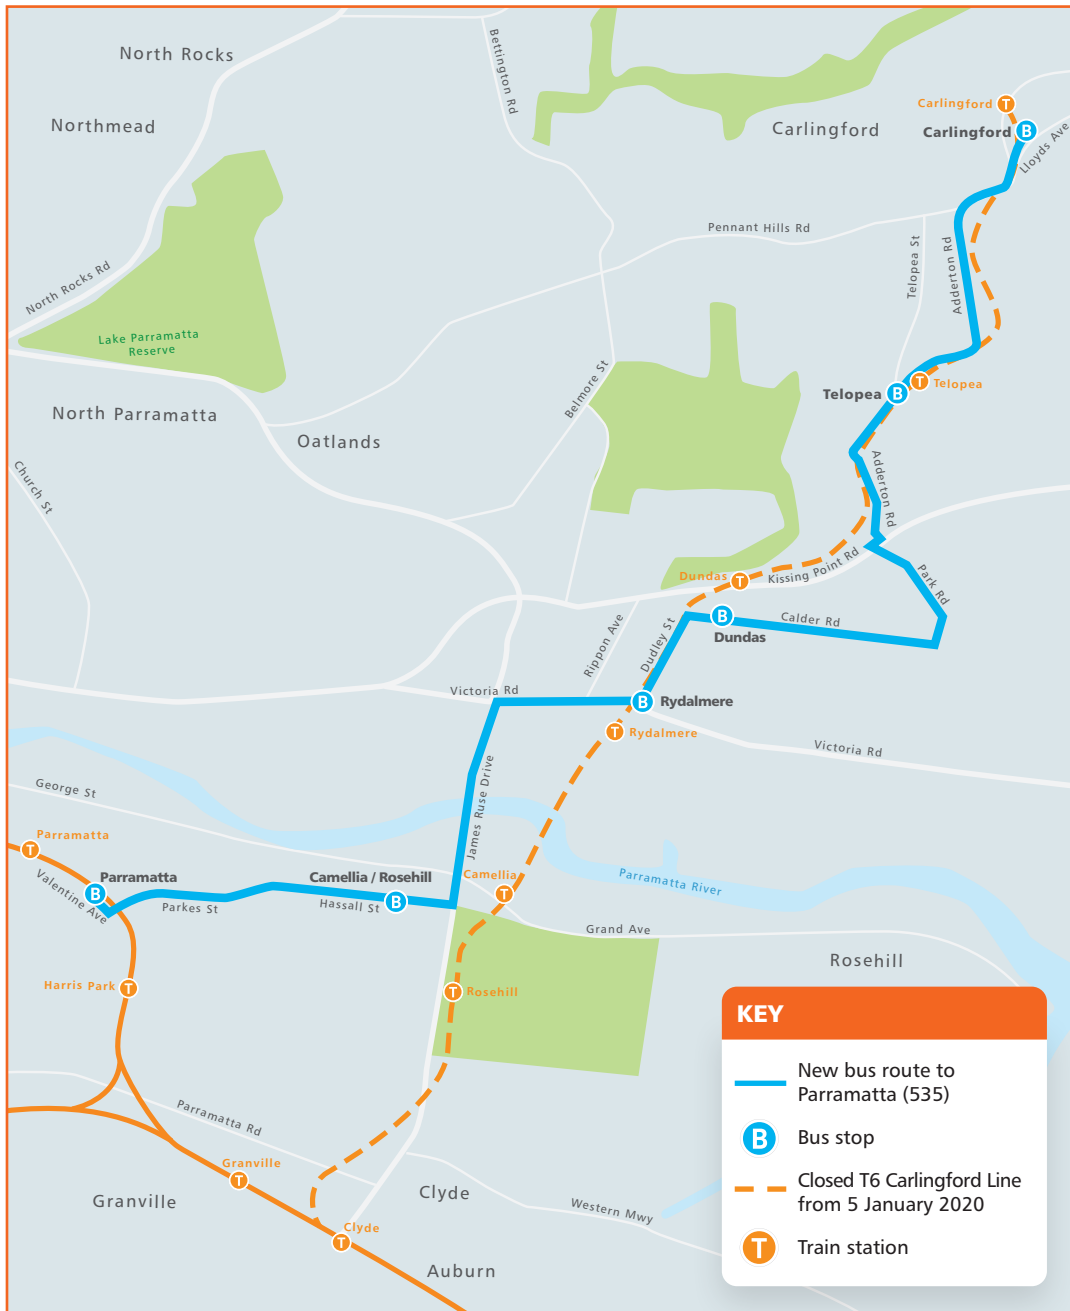 North Rocks
Bettington Rd
Northmead
Carlingford
T
Carlingford
Carlingford
B
Lloyds Ave
Pennant Hills Rd
Telopea St
Adderton Rd
North Rocks Rd
Lake Parramatta
Reserve
Belmore St
Telopea
B
T
Telopea
North Parramatta
Oatlands
Church St
Adderton Rd
Dundas
T
Kissing Point Rd
Park Rd
B
Dundas
Calder Rd
Rippon Ave
Dudley St
Victoria Rd
B
Rydalmere
T
Rydalmere
Victoria Rd
George St
James Ruse Drive
Parramatta
T
Parramatta
B
Valentine Ave
Parkes St
Camellia / Rosehill
Hassall St
B
Camellia
T
Parramatta River
Grand Ave
Rosehill
Harris Park
T
T
Rosehill
Parramatta Rd
Granville
T
Granville
Clyde
Western Mwy
Clyde
T
Auburn
KEY
New bus route to
Parramatta (535)
B
Bus stop
Closed T6 Carlingford Line
from 5 January 2020
T
Train station